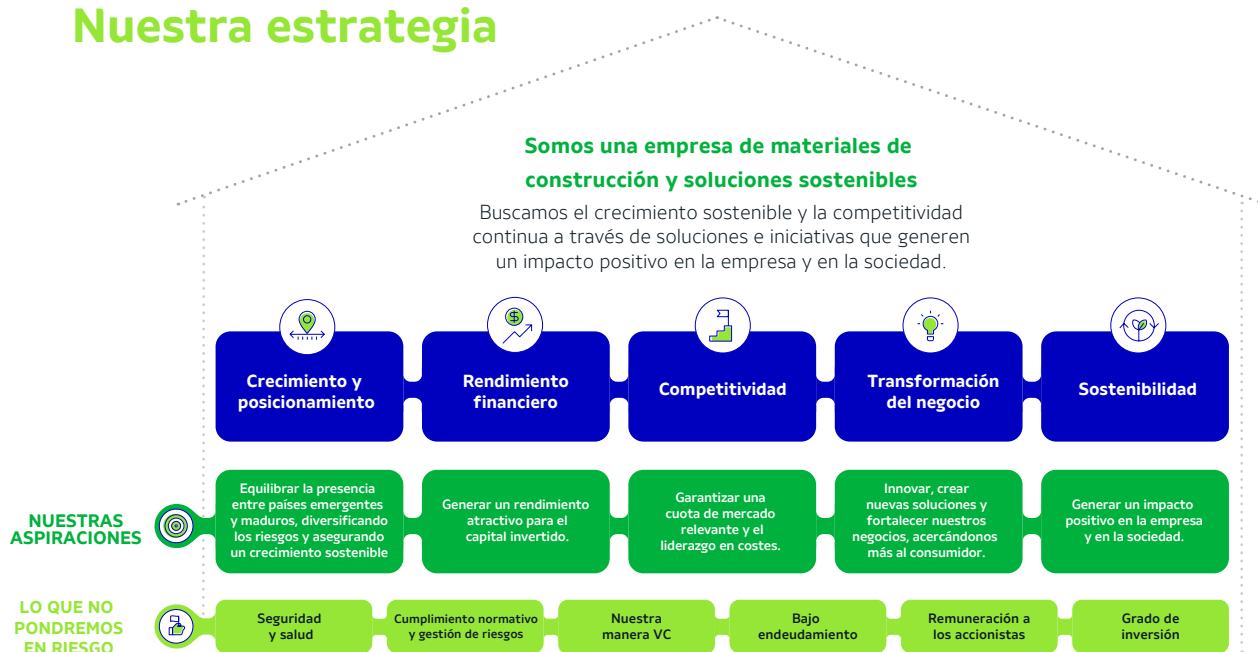 Nuestra estrategia
Somos una empresa de materiales de
construcción y soluciones sostenibles
Buscamos el crecimiento sostenible y la competitividad
continua a través de soluciones e iniciativas que generen
un impacto positivo en la empresa y en la sociedad.
$
Crecimiento y
posicionamiento
Rendimiento
financiero
Competitividad
Transformación
del negocio
Sostenibilidad
NUESTRAS
ASPIRACIONES
Equilibrar la presencia
entre países emergentes
y maduros, diversificando
los riesgos y asegurando
un crecimiento sostenible
Generar un rendimiento
atractivo para el
capital invertido.
Garantizar una
cuota de mercado
relevante y el
liderazgo en costes.
Innovar, crear
nuevas soluciones y
fortalecer nuestros
negocios, acercándonos
más al consumidor.
Generar un impacto
positivo en la empresa
y en la sociedad.
LO QUE NO
PONDREMOS
EN RIESGO
Seguridad
y salud
Cumplimiento normativo
y gestión de riesgos
Nuestra
manera VC
Bajo
endeudamiento
Remuneración a
los accionistas
Grado de
inversión